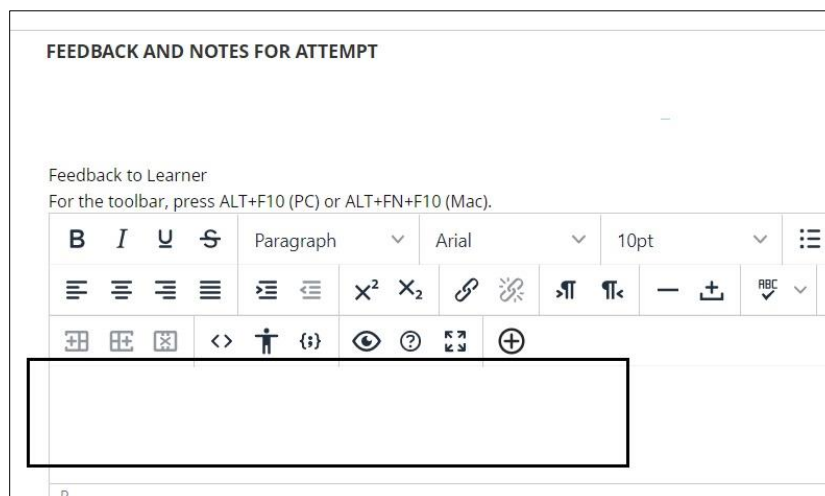 FEEDBACK AND NOTES FOR ATTEMPT
Feedback to Learner
For the toolbar, press ALT+F10 (PC) or ALT+FN+F10 (Mac).
B I U S Paragraph Arial 10pt
X² X₂ ¶ ¶ ABC
<> {;} ?